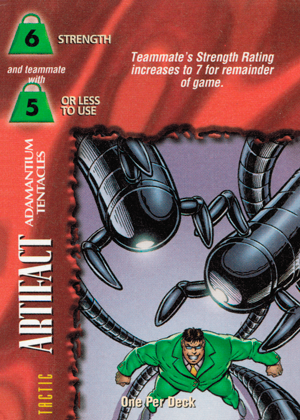 6 STRENGTH
and teammate
with
5 OR LESS
TO USE
Teammate's Strength Rating
increases to 7 for remainder
of game.
TACTIC
ARTIFACT
ADAMANTIUM
TENTACLES
One Per Deck